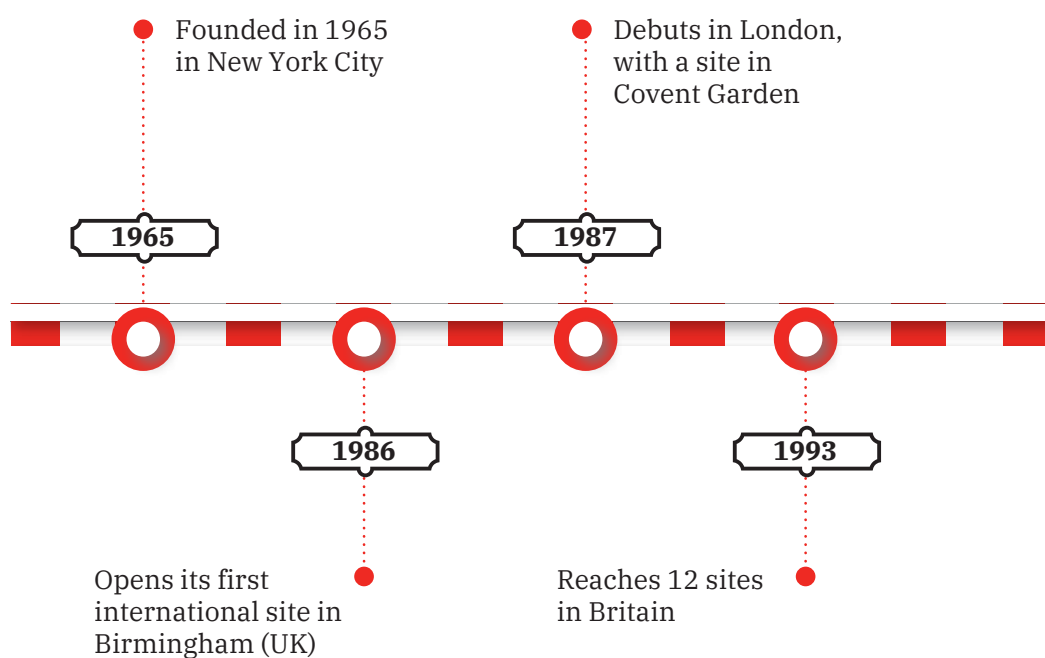 Founded in 1965
in New York City
1965
Opens its first
international site in
Birmingham (UK)
1986
Debuts in London,
with a site in
Covent Garden
1987
Reaches 12 sites
in Britain
1993